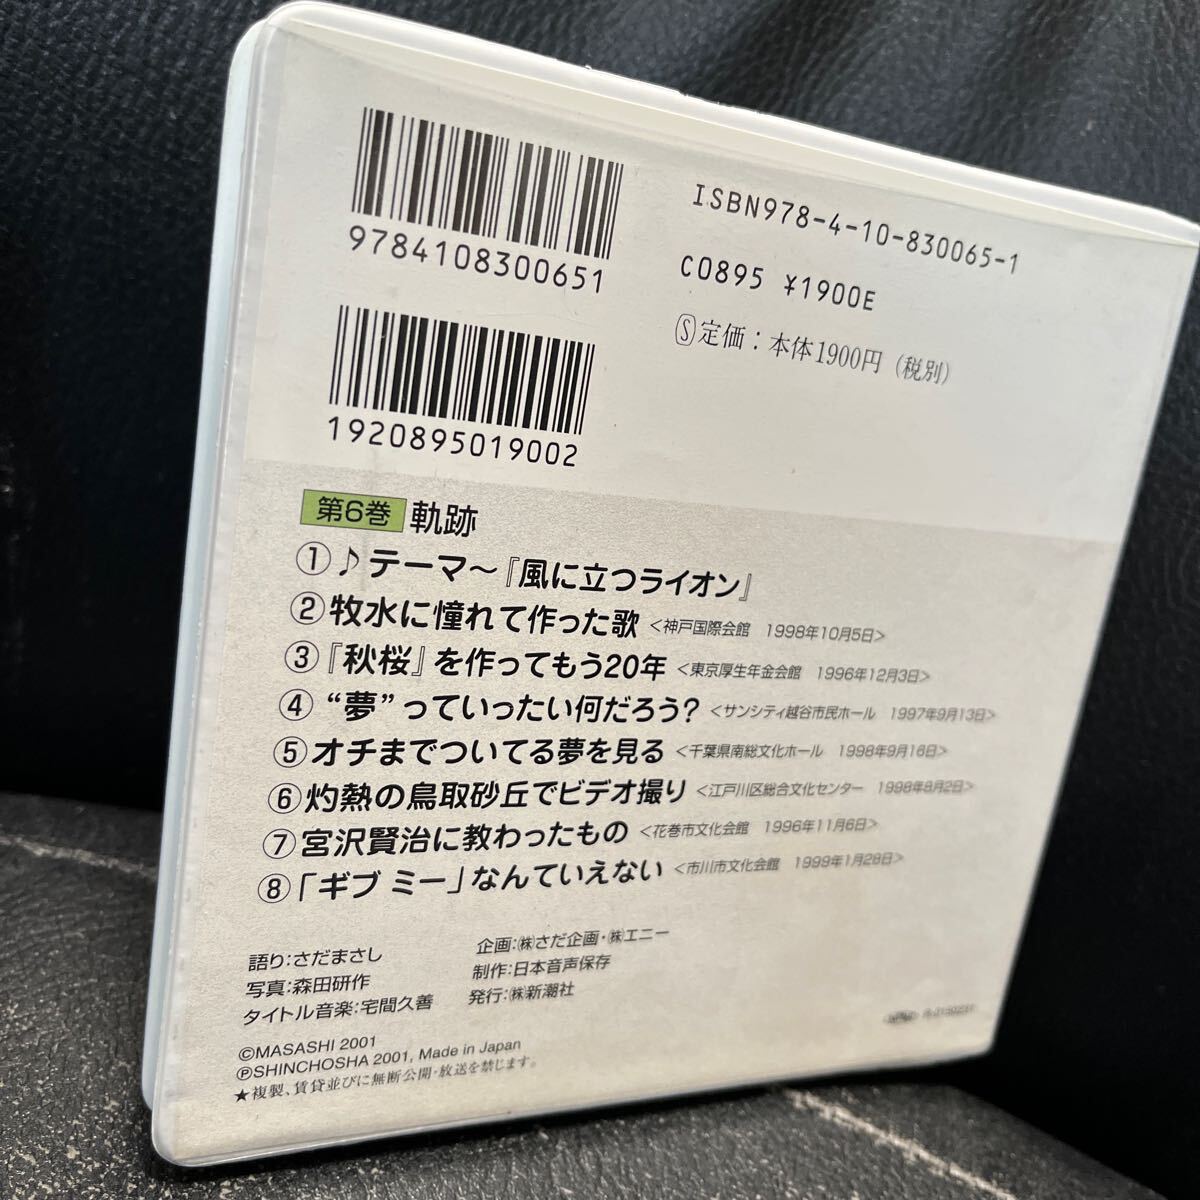 9784108300651
ISBN978-4-10-830065-1
C0895 ¥1900E
Ⓢ定価：本体1900円（税別）
1920895019002
第6巻 軌跡
①♪テーマ〜『風に立つライオン』
②牧水に憧れて作った歌 <神戸国際会館　1998年10月5日>
③『秋桜』を作ってもう20年 <東京厚生年金会館　1996年12月3日>
④“夢”っていったい何だろう? <サンシティ越谷市民ホール　1997年9月13日>
⑤オチまでついてる夢を見る <千葉県南総文化ホール　1998年9月16日>
⑥灼熱の鳥取砂丘でビデオ撮り <江戸川区総合文化センター　1998年8月2日>
⑦宮沢賢治に教わったもの <花巻市文化会館　1996年11月6日>
⑧「ギブ ミー」なんていえない <市川市文化会館　1999年1月28日>
語り:さだまさし
写真:森田研作
タイトル音楽:宅間久善
企画:㈱さだ企画・㈱エニー
制作:日本音声保存
発行:㈱新潮社
©MASASHI 2001
ⓅSHINCHOSHA 2001, Made in Japan
★複製、賃貸並びに無断公開・放送を禁じます。